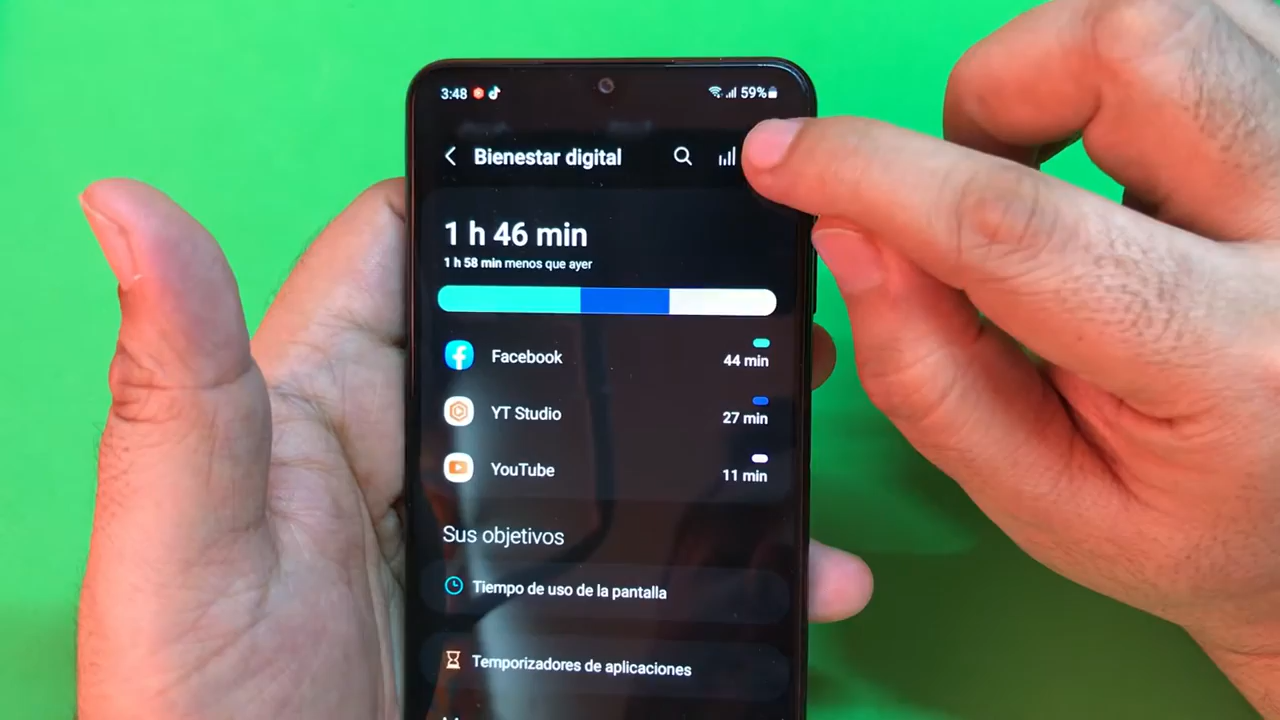 3:48 59%
Bienestar digital
1 h 46 min
1 h 58 min menos que ayer
Facebook 44 min
YT Studio 27 min
YouTube 11 min
Sus objetivos
Tiempo de uso de la pantalla
Temporizadores de aplicaciones